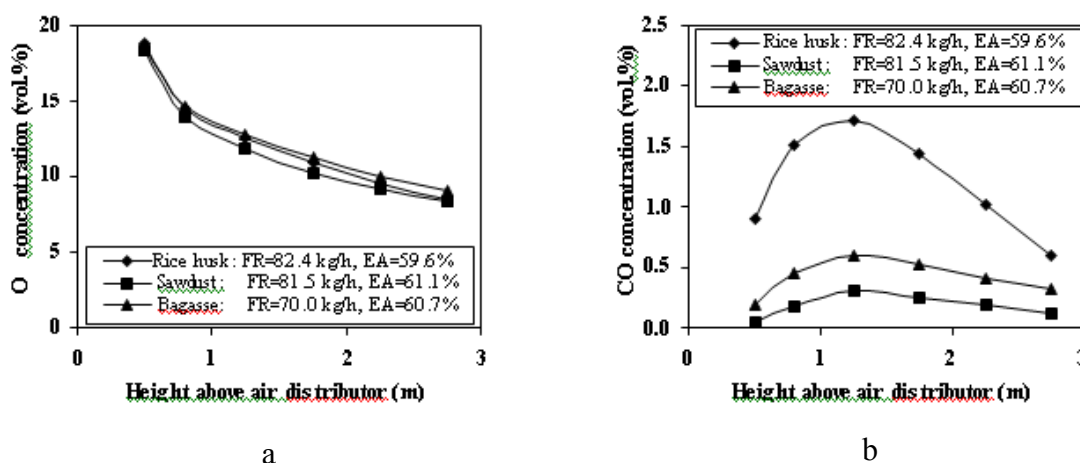 20
15
10
5
0
O concentration (vol.%)
Rice husk: FR=82.4 kg/h, EA=59.6%
Sawdust: FR=81.5 kg/h, EA=61.1%
Bagasse: FR=70.0 kg/h, EA=60.7%
0 1 2 3
Height above air distributor (m)
a
2.5
2.0
1.5
1.0
0.5
0.0
CO concentration (vol.%)
Rice husk: FR=82.4 kg/h, EA=59.6%
Sawdust: FR=81.5 kg/h, EA=61.1%
Bagasse: FR=70.0 kg/h, EA=60.7%
0 1 2 3
Height above air distributor (m)
b